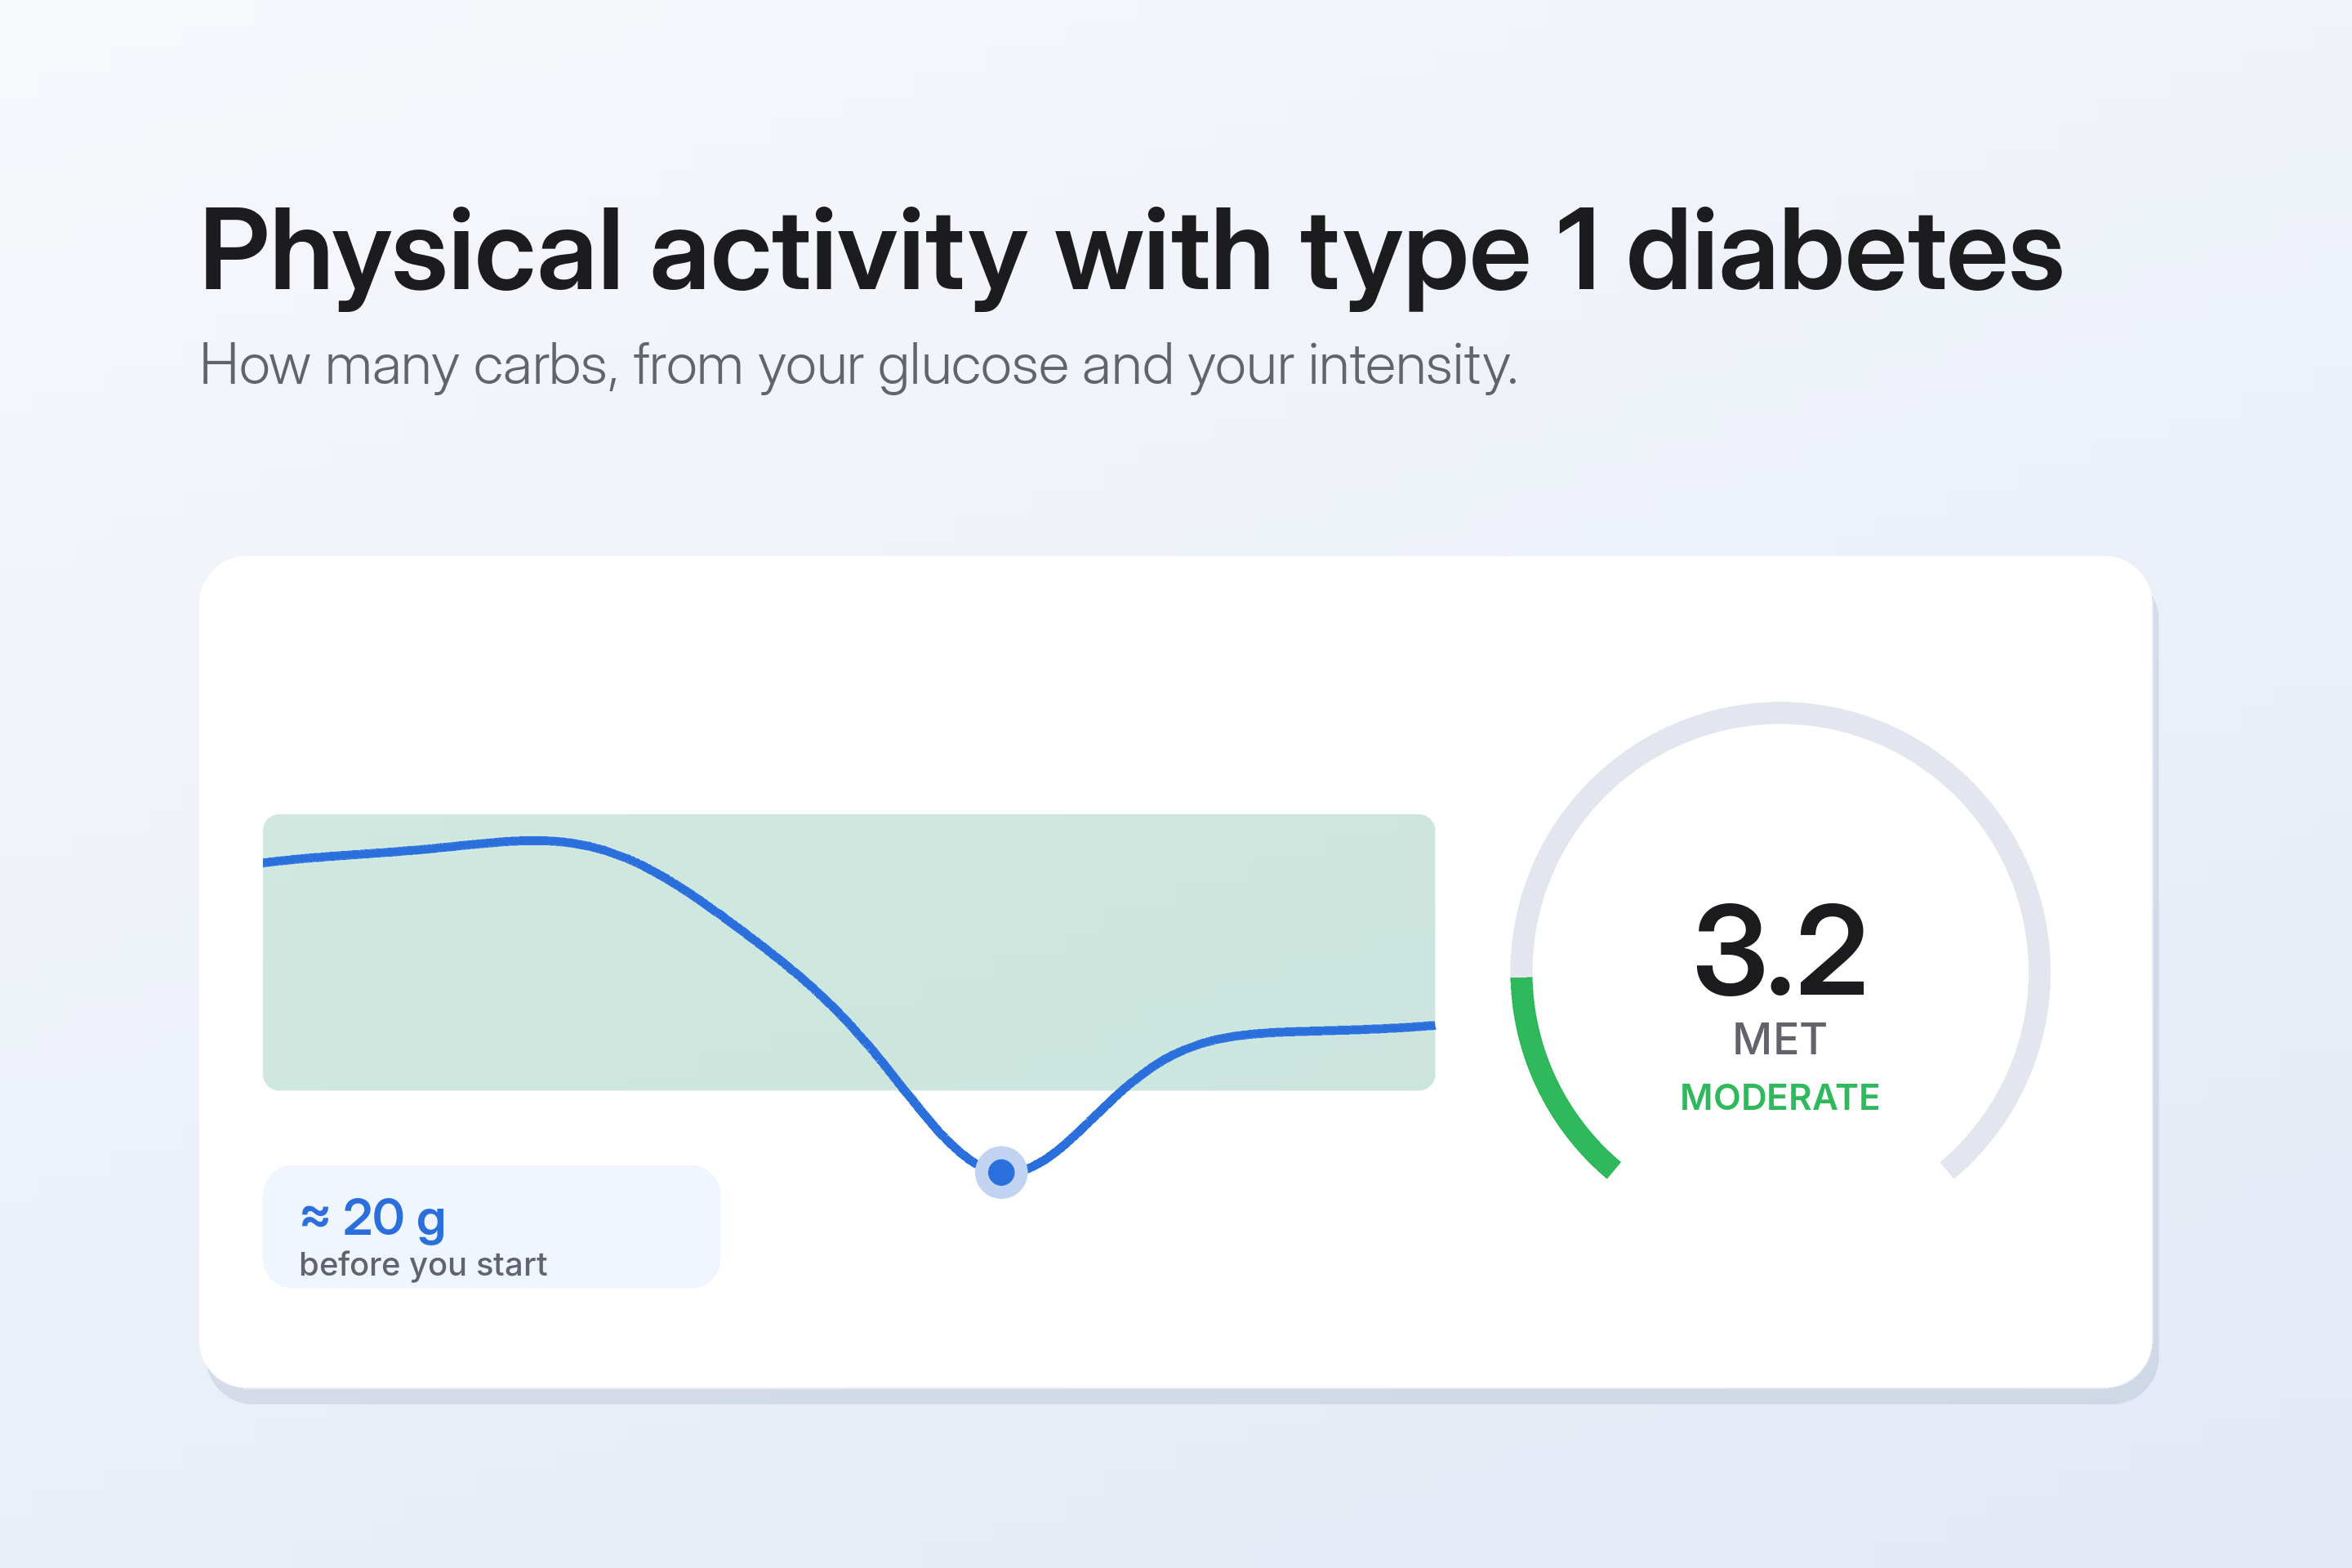 Physical activity with type 1 diabetes
How many carbs, from your glucose and your intensity.
3.2
MET
MODERATE
≈ 20 g
before you start